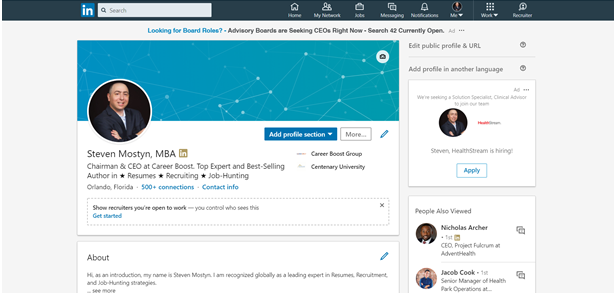 in
Search
Home
My Network
Jobs
Messaging
Notifications
Me
Work
Recruiter
Looking for Board Roles? - Advisory Boards are Seeking CEOs Right Now - Search 42 Currently Open. Ad ...
Edit public profile & URL
Add profile in another language
Add profile section
More...
Steven Mostyn, MBA in
Chairman & CEO at Career Boost. Top Expert and Best-Selling
Author in ★ Resumes ★ Recruiting ★ Job-Hunting
Orlando, Florida · 500+ connections · Contact info
Career Boost Group
Centenary University
Show recruiters you're open to work — you control who sees this
Get started
About
Hi, as an introduction, my name is Steven Mostyn. I am recognized globally as a leading expert in Resumes, Recruitment,
and Job-Hunting strategies.
... see more
Ad ...
We're seeking a Solution Specialist, Clinical Advisor
to join our team
HealthStream
Steven, HealthStream is hiring!
Apply
People Also Viewed
Nicholas Archer
· 1st in
CEO, Project Fulcrum at
AdventHealth
Jacob Cook · 1st
Senior Manager of Health
Park Operations at...